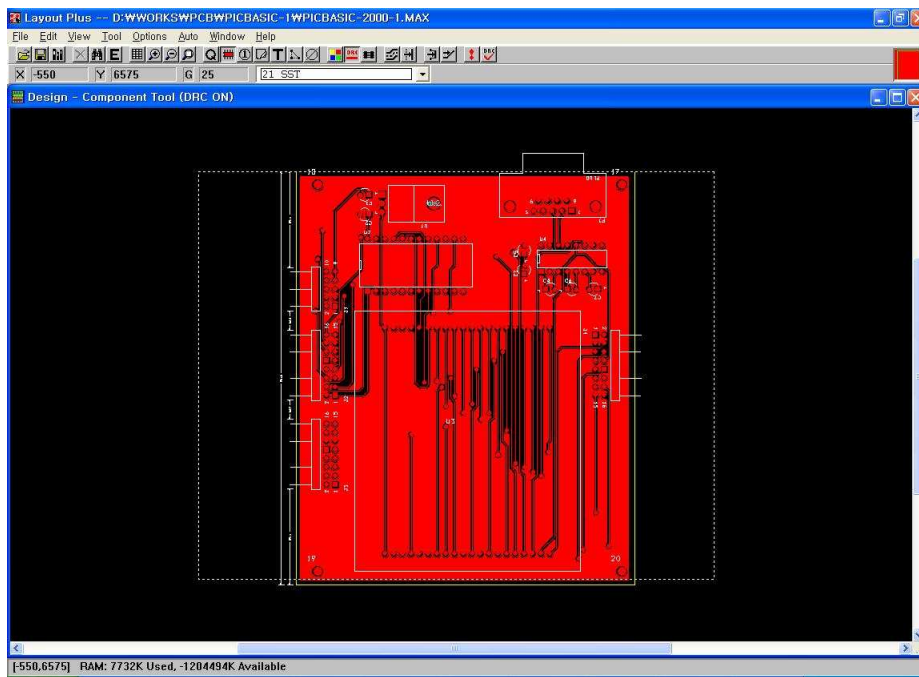 Layout Plus -- D:₩WORKS₩PCB₩PICBASIC-1₩PICBASIC-2000-1.MAX
File Edit View Tool Options Auto Window Help
X -550 Y 6575 G 25 21 SST
Design - Component Tool (DRC ON)
18 17
U3
19 20
[-550,6575] RAM: 7732K Used, -1204494K Available